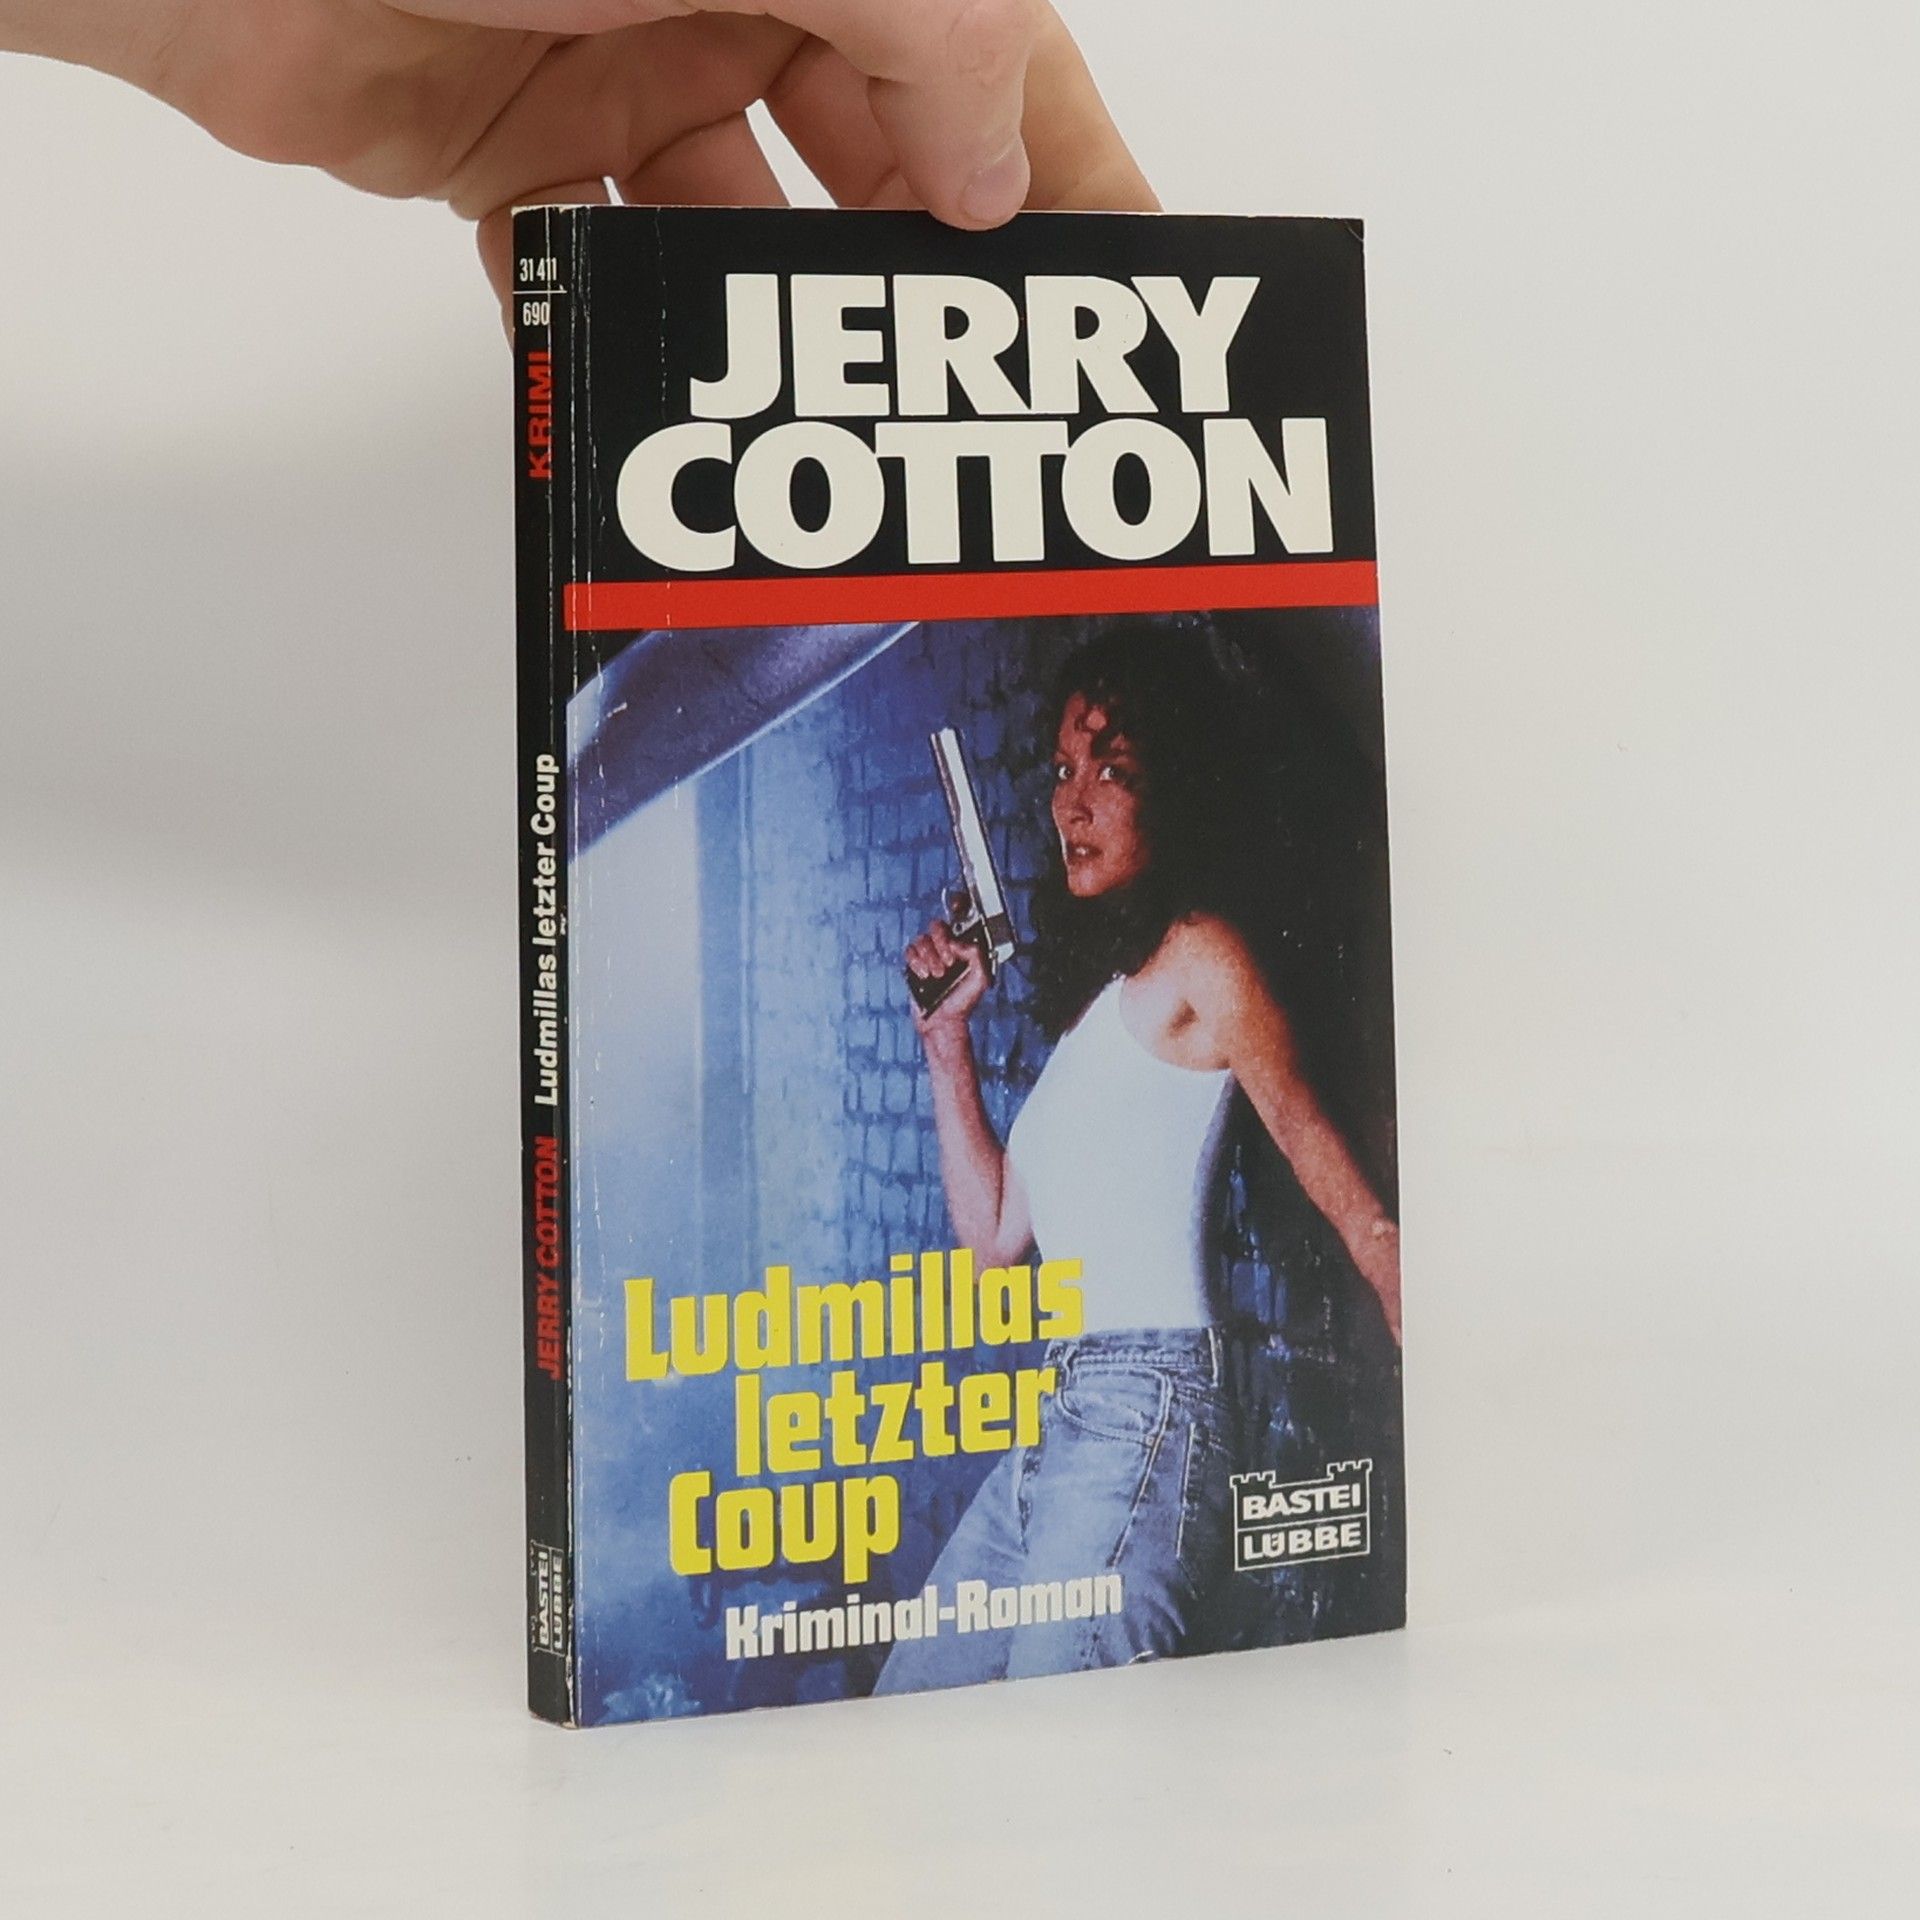 31 411
690
KRIMI
Ludmillas letzter Coup
JERRY COTTON
BASTEI
LÜBBE
JERRY
COTTON
Ludmillas
letzter
Coup
Kriminal-Roman
BASTEI
LÜBBE